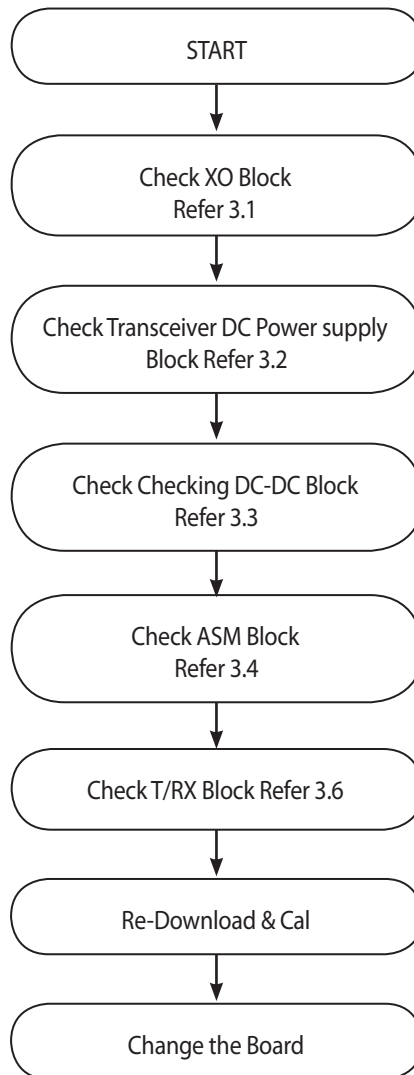 START
Check XO Block
Refer 3.1
Check Transceiver DC Power supply
Block Refer 3.2
Check Checking DC-DC Block
Refer 3.3
Check ASM Block
Refer 3.4
Check T/RX Block Refer 3.6
Re-Download & Cal
Change the Board